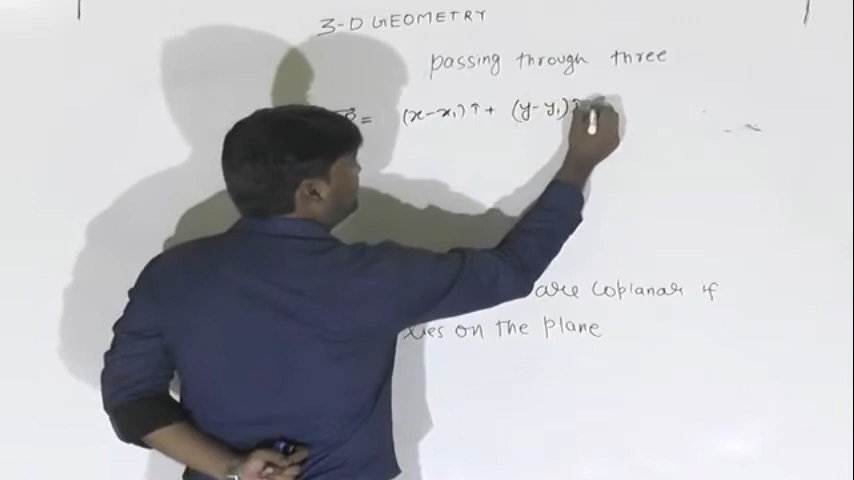 3-D GEOMETRY
passing through three
= (x-x₁)î + (y-y₁)
are coplanar if
lies on the plane